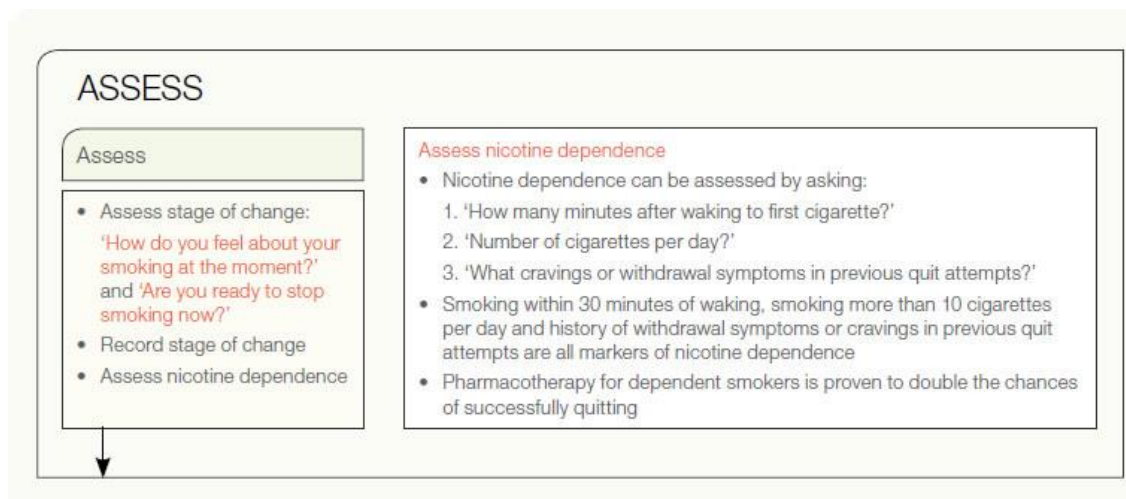 ASSESS
Assess
• Assess stage of change:
‘How do you feel about your
smoking at the moment?’
and ‘Are you ready to stop
smoking now?’
• Record stage of change
• Assess nicotine dependence
Assess nicotine dependence
• Nicotine dependence can be assessed by asking:
1. ‘How many minutes after waking to first cigarette?’
2. ‘Number of cigarettes per day?’
3. ‘What cravings or withdrawal symptoms in previous quit attempts?’
• Smoking within 30 minutes of waking, smoking more than 10 cigarettes
per day and history of withdrawal symptoms or cravings in previous quit
attempts are all markers of nicotine dependence
• Pharmacotherapy for dependent smokers is proven to double the chances
of successfully quitting